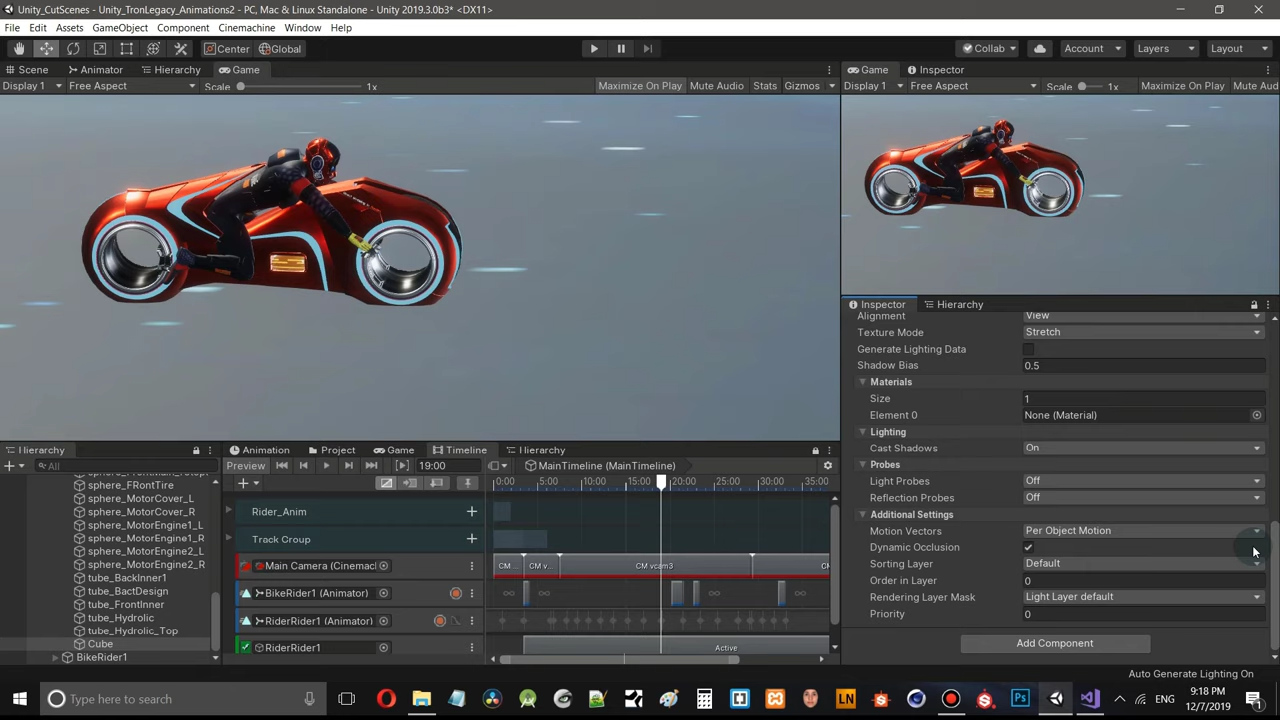 Unity_CutScenes - Unity_TronLegacy_Animations2 - PC, Mac & Linux Standalone - Unity 2019.3.0b3* <DX11>
File Edit Assets GameObject Component Cinemachine Window Help
Center Global Collab Account Layers Layout
Scene Animator Hierarchy Game Game Inspector
Display 1 Free Aspect Scale 1x Maximize On Play Mute Audio Stats Gizmos Display 1 Free Aspect Scale 1x Maximize On Play Mute Aud
Inspector Hierarchy
Alignment View
Texture Mode Stretch
Generate Lighting Data
Shadow Bias 0.5
Materials
Size 1
Element 0 None (Material)
Lighting
Cast Shadows On
Probes
Light Probes Off
Reflection Probes Off
Additional Settings
Motion Vectors Per Object Motion
Dynamic Occlusion
Sorting Layer Default
Order in Layer 0
Rendering Layer Mask Light Layer default
Priority 0
Add Component
Auto Generate Lighting On
Hierarchy
All
sphere_FRontTire
sphere_MotorCover_L
sphere_MotorCover_R
sphere_MotorEngine1_L
sphere_MotorEngine1_R
sphere_MotorEngine2_L
sphere_MotorEngine2_R
tube_BackInner1
tube_BactDesign
tube_FrontInner
tube_Hydrolic
tube_Hydrolic_Top
Cube
BikeRider1
Animation Project Game Timeline Hierarchy
Preview 19:00 MainTimeline (MainTimeline)
0:00 5:00 10:00 15:00 20:00 25:00 30:00 35:00
Rider_Anim
Track Group
Main Camera (Cinemac CM ... CM v... CM vcam3
BikeRider1 (Animator)
RiderRider1 (Animator)
RiderRider1 Active
Type here to search
LN
Ps
ENG
9:18 PM
12/7/2019
1